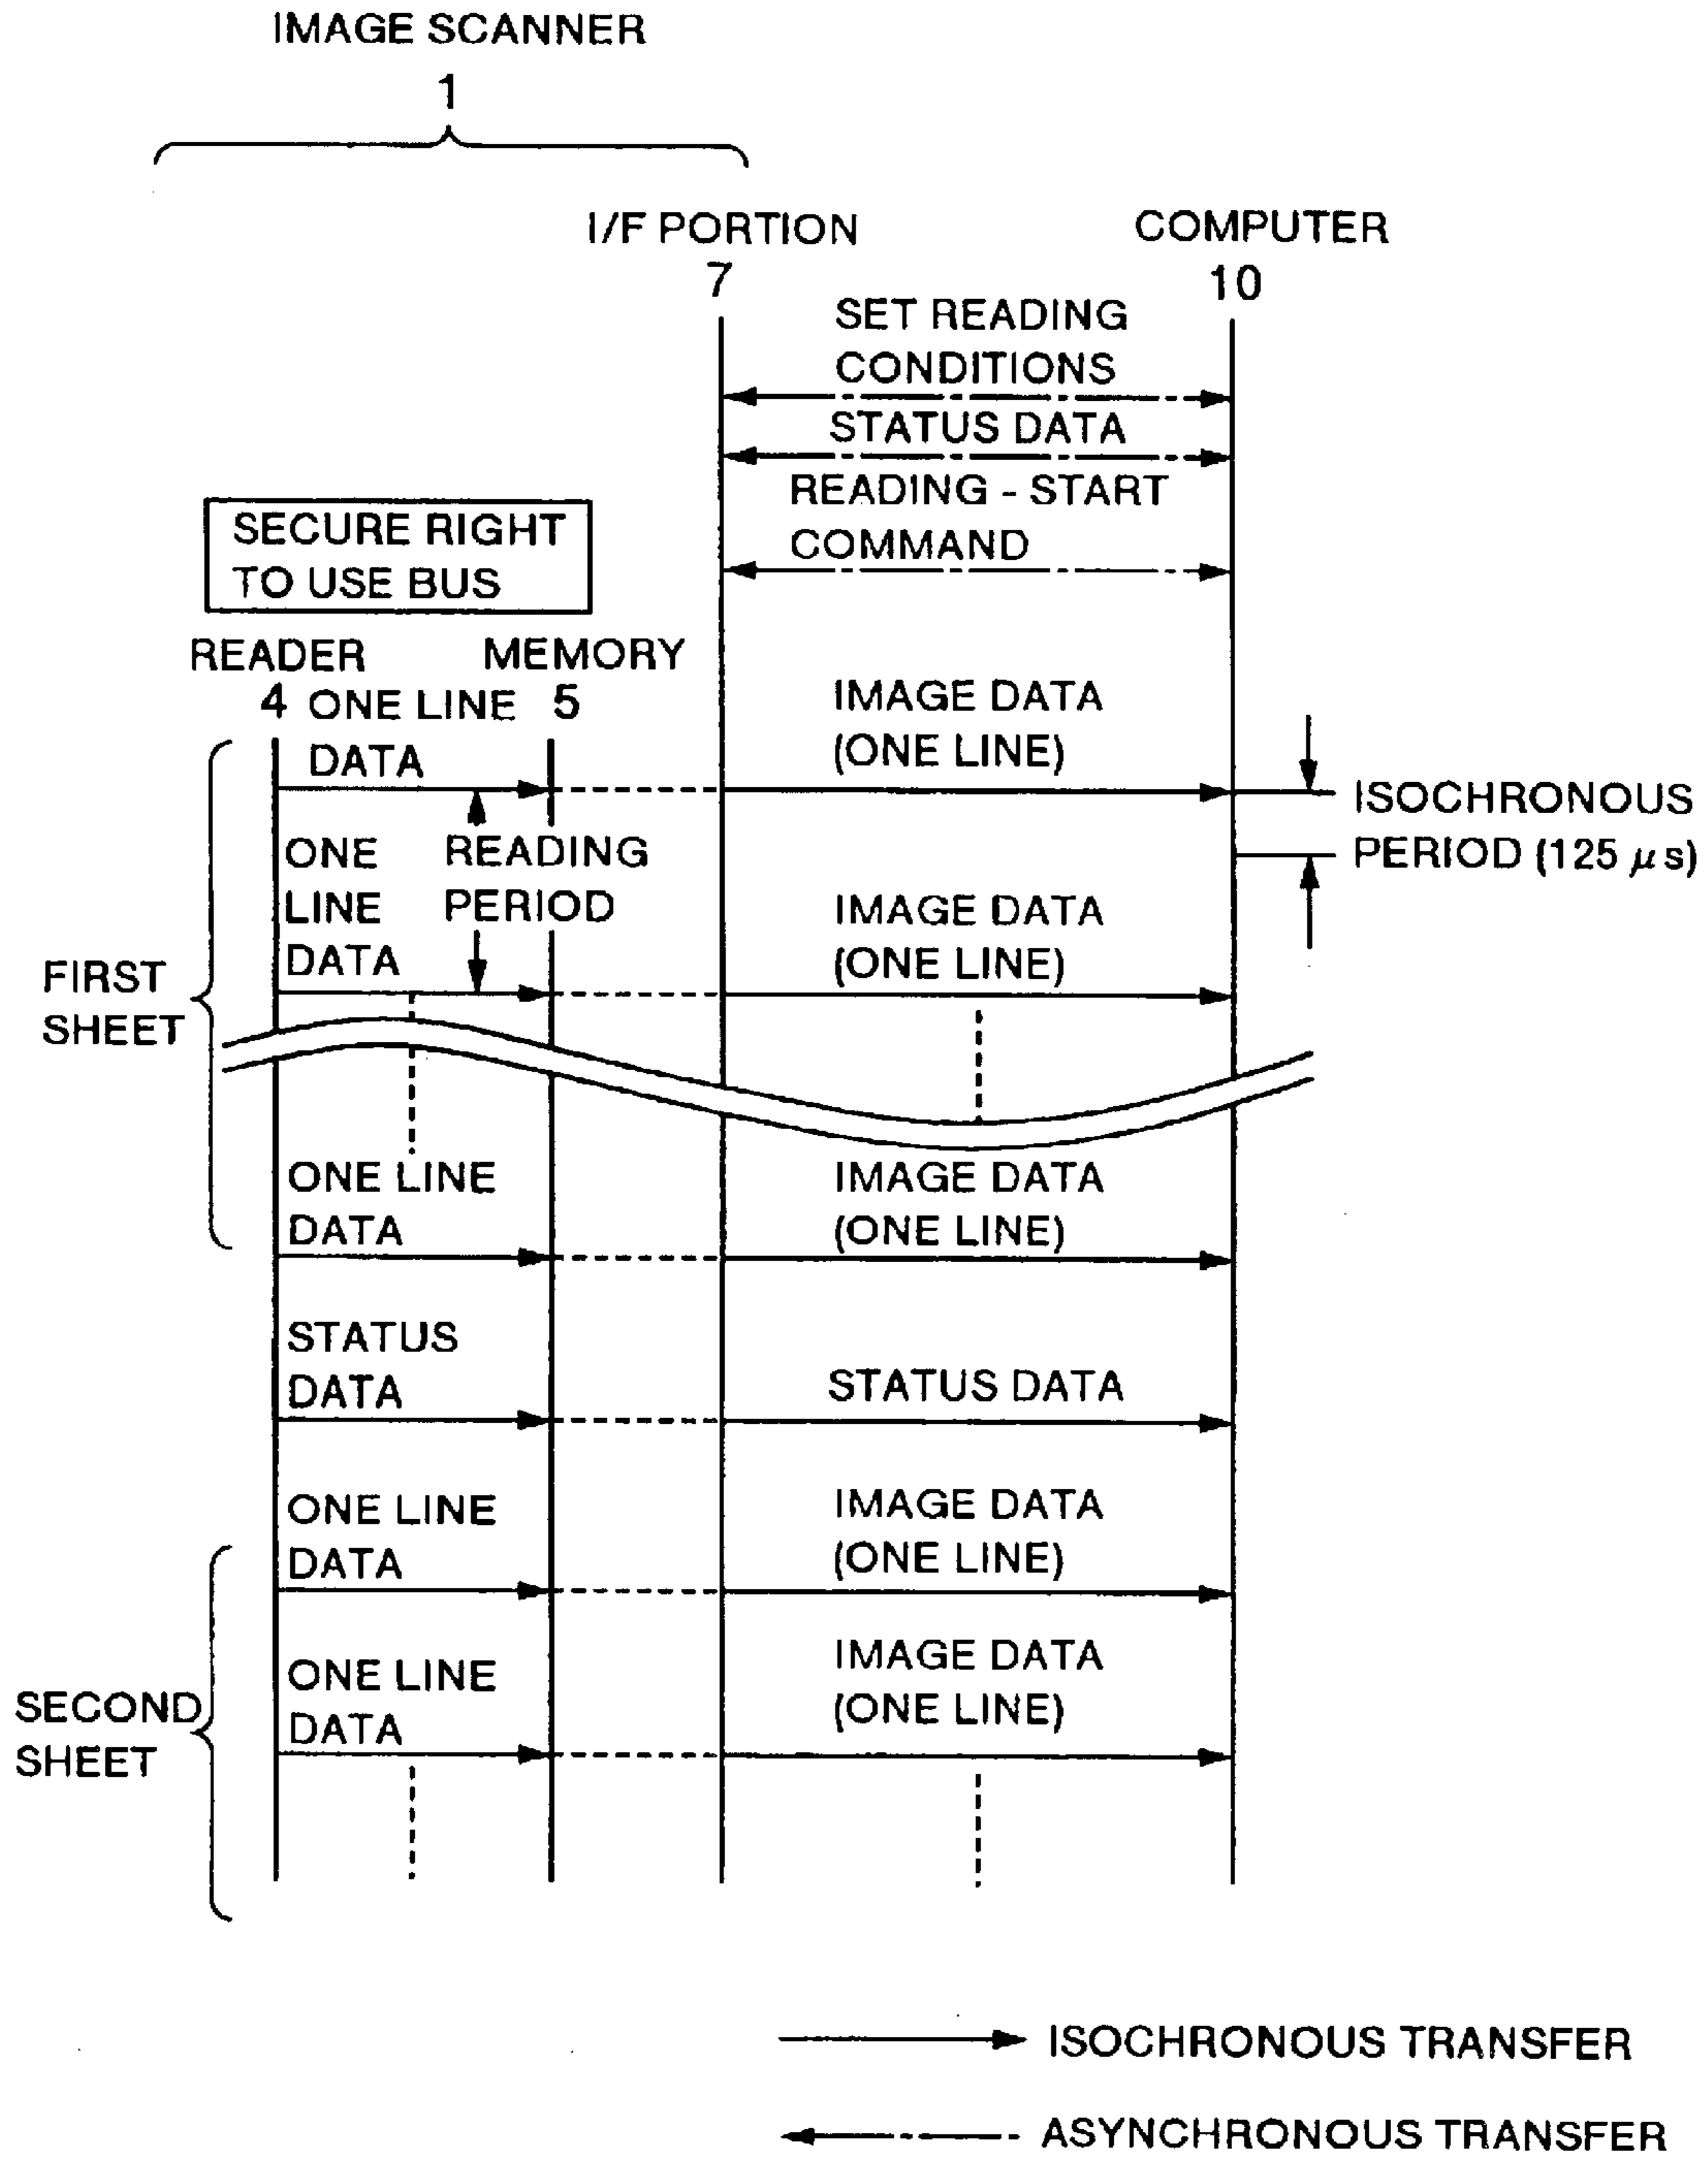 IMAGE SCANNER
1
I/F PORTION
7
COMPUTER
10
SET READING
CONDITIONS
STATUS DATA
READING - START
COMMAND
SECURE RIGHT
TO USE BUS
READER
4
MEMORY
5
ONE LINE
DATA
IMAGE DATA
(ONE LINE)
ISOCHRONOUS
PERIOD (125 μs)
ONE
LINE
DATA
READING
PERIOD
IMAGE DATA
(ONE LINE)
FIRST
SHEET
ONE LINE
DATA
IMAGE DATA
(ONE LINE)
STATUS
DATA
STATUS DATA
ONE LINE
DATA
IMAGE DATA
(ONE LINE)
ONE LINE
DATA
IMAGE DATA
(ONE LINE)
SECOND
SHEET
ISOCHRONOUS TRANSFER
ASYNCHRONOUS TRANSFER